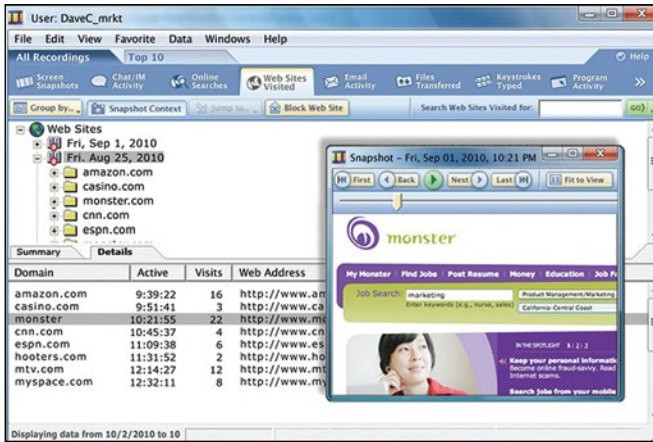 User: DaveC_mrkt
File Edit View Favorite Data Windows Help
All Recordings Top 10 Help
Screen Snapshots Chat/IM Activity Online Searches Web Sites Visited Email Activity Files Transferred Keystrokes Typed Program Activity
Group by... Snapshot Context Jump to... Block Web Site Search Web Sites Visited for: GO
Web Sites
Fri, Sep 1, 2010
Fri. Aug 25, 2010
amazon.com
casino.com
monster.com
cnn.com
espn.com
Summary Details
Domain Active Visits Web Address
amazon.com 9:39:22 16 http://www.am
casino.com 9:51:41 3 http://www.ca
monster 10:21:55 22 http://www.mo
cnn.com 10:45:37 4 http://www.cn
espn.com 11:09:38 6 http://www.es
hooters.com 11:31:52 2 http://www.ho
mtv.com 12:14:27 12 http://www.mt
myspace.com 12:32:11 8 http://www.my
Displaying data from 10/2/2010 to 10
Snapshot - Fri, Sep 01, 2010, 10:21 PM
First Back Next Last Fit to View
monster
My Monster Find Jobs Post Resume Money Education Job F
Job Search: marketing Product Management/Marketing
Enter keywords (e.g., nurse, sales) California-Central Coast
IN THE SPOTLIGHT 1 : 2 : 3
Keep your personal informatio
Become online fraud-savvy. Read
Internet scams.
Search jobs from your mobile